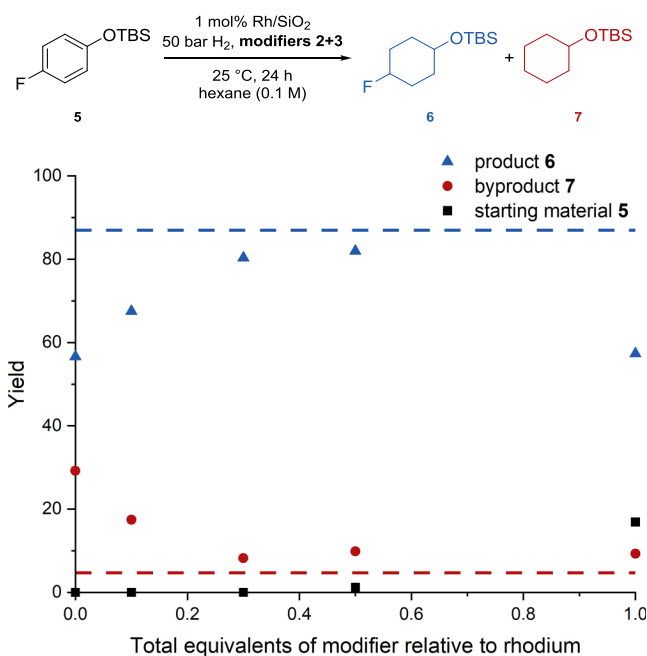 OTBS
F
5
1 mol% Rh/SiO₂
50 bar H₂, modifiers 2+3
25 °C, 24 h
hexane (0.1 M)
OTBS
F
6
+
OTBS
7
product 6
byproduct 7
starting material 5
100
80
60
40
20
0
Yield
0.0 0.2 0.4 0.6 0.8 1.0
Total equivalents of modifier relative to rhodium